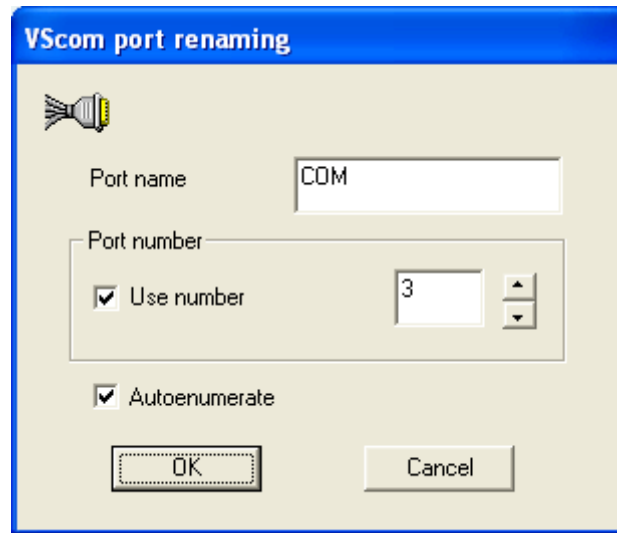 VScom port renaming
Port name COM
Port number
Use number 3
Autoenumerate
OK Cancel